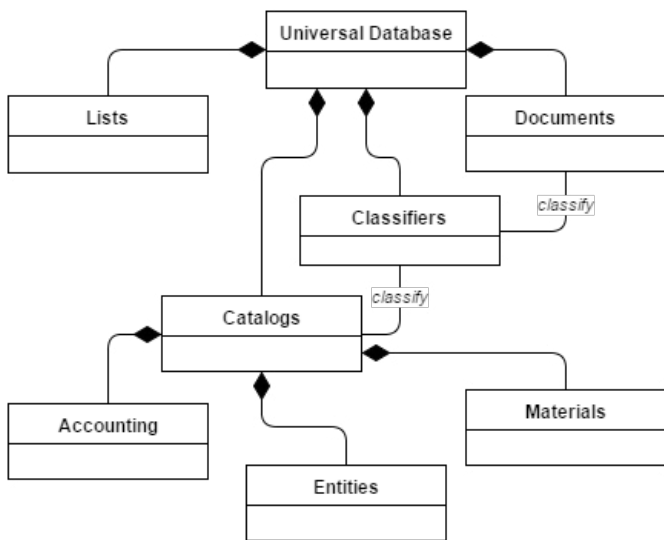 Universal Database
Lists
Documents
classify
Classifiers
classify
Catalogs
Accounting
Materials
Entities